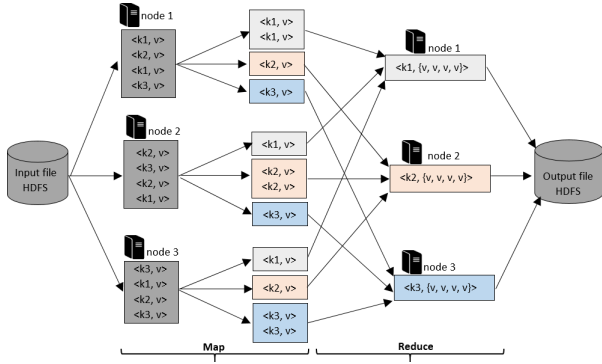 node 1
<k1, v>
<k2, v>
<k1, v>
<k3, v>
<k1, v>
<k1, v>
<k2, v>
<k3, v>
node 1
<k1, {v, v, v, v}>
Input file
HDFS
node 2
<k2, v>
<k3, v>
<k2, v>
<k1, v>
<k1, v>
<k2, v>
<k2, v>
<k3, v>
node 2
<k2, {v, v, v, v}>
Output file
HDFS
node 3
<k3, v>
<k1, v>
<k2, v>
<k3, v>
<k1, v>
<k2, v>
<k3, v>
<k3, v>
node 3
<k3, {v, v, v, v}>
Map
Reduce